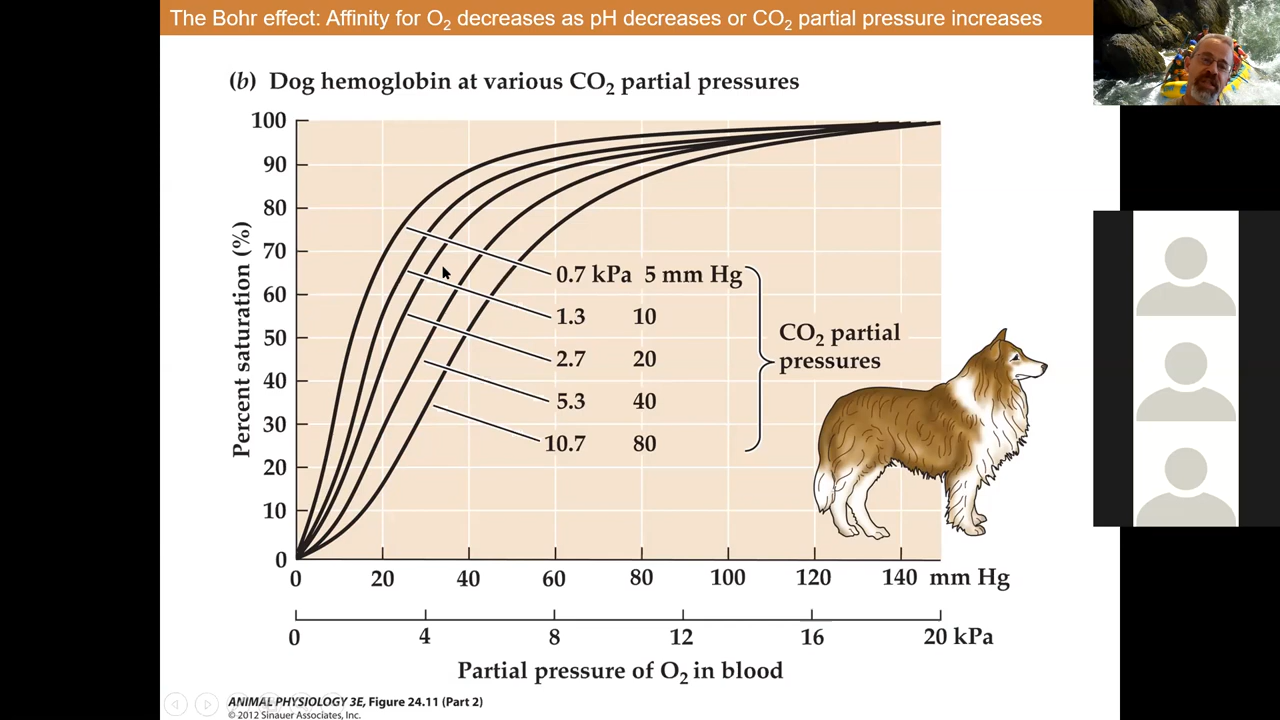 The Bohr effect: Affinity for O2 decreases as pH decreases or CO2 partial pressure increases
(b) Dog hemoglobin at various CO2 partial pressures
Percent saturation (%)
100
90
80
70
60
50
40
30
20
10
0
0.7 kPa 5 mm Hg
1.3 10
2.7 20
5.3 40
10.7 80
CO2 partial
pressures
0 20 40 60 80 100 120 140 mm Hg
0 4 8 12 16 20 kPa
Partial pressure of O2 in blood
ANIMAL PHYSIOLOGY 3E, Figure 24.11 (Part 2)
© 2012 Sinauer Associates, Inc.